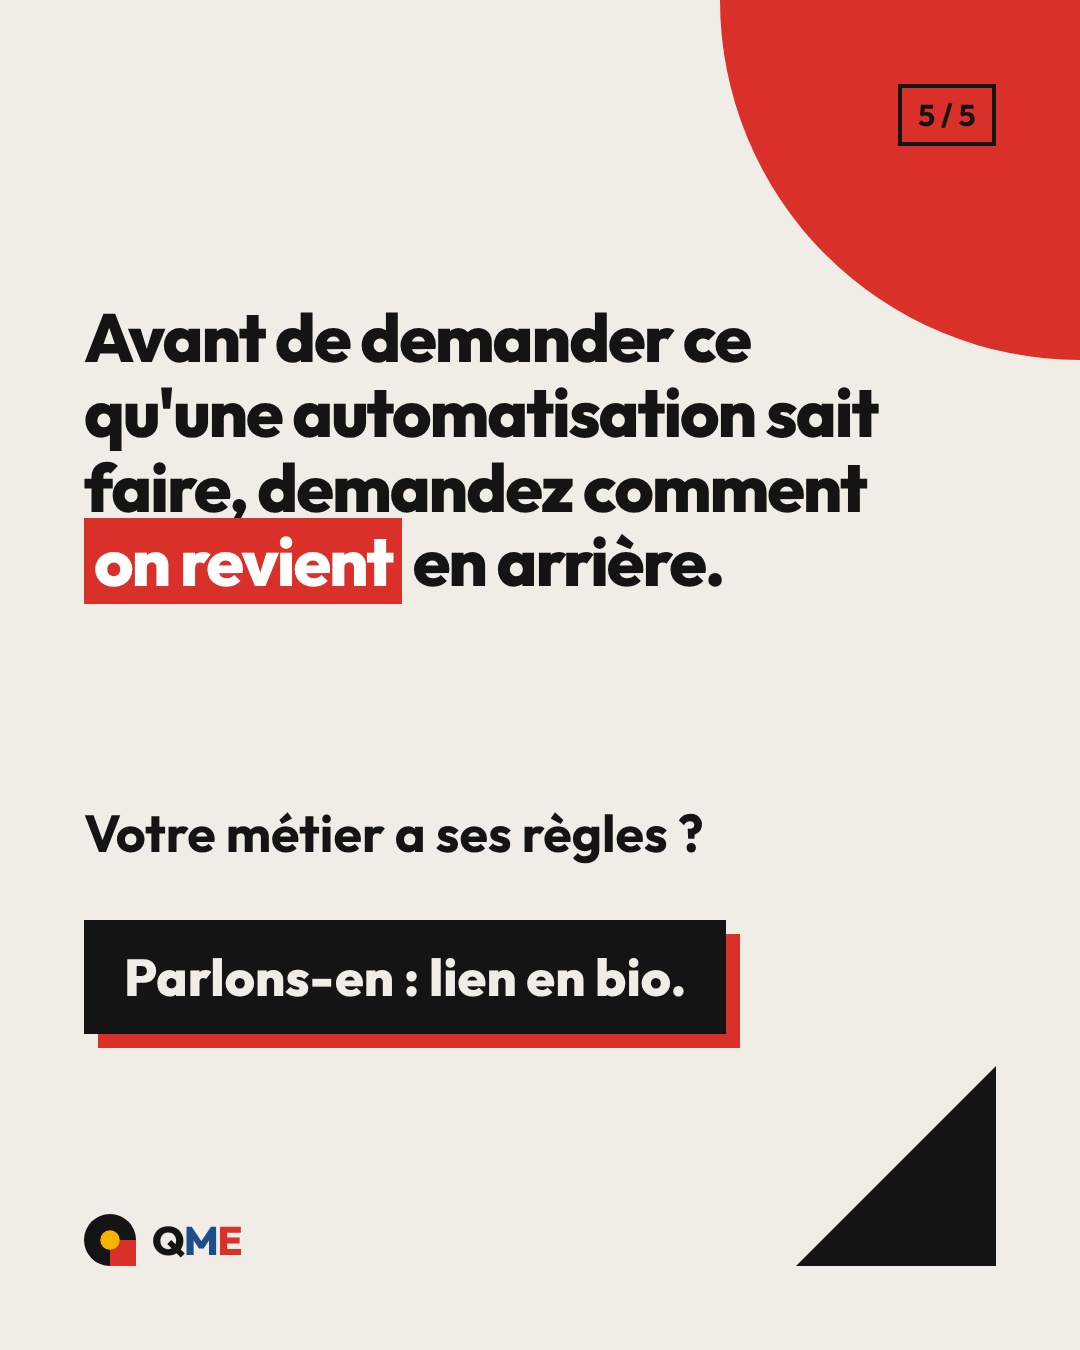 5 / 5
Avant de demander ce
qu'une automatisation sait
faire, demandez comment
on revient en arrière.
Votre métier a ses règles ?
Parlons-en : lien en bio.
QME